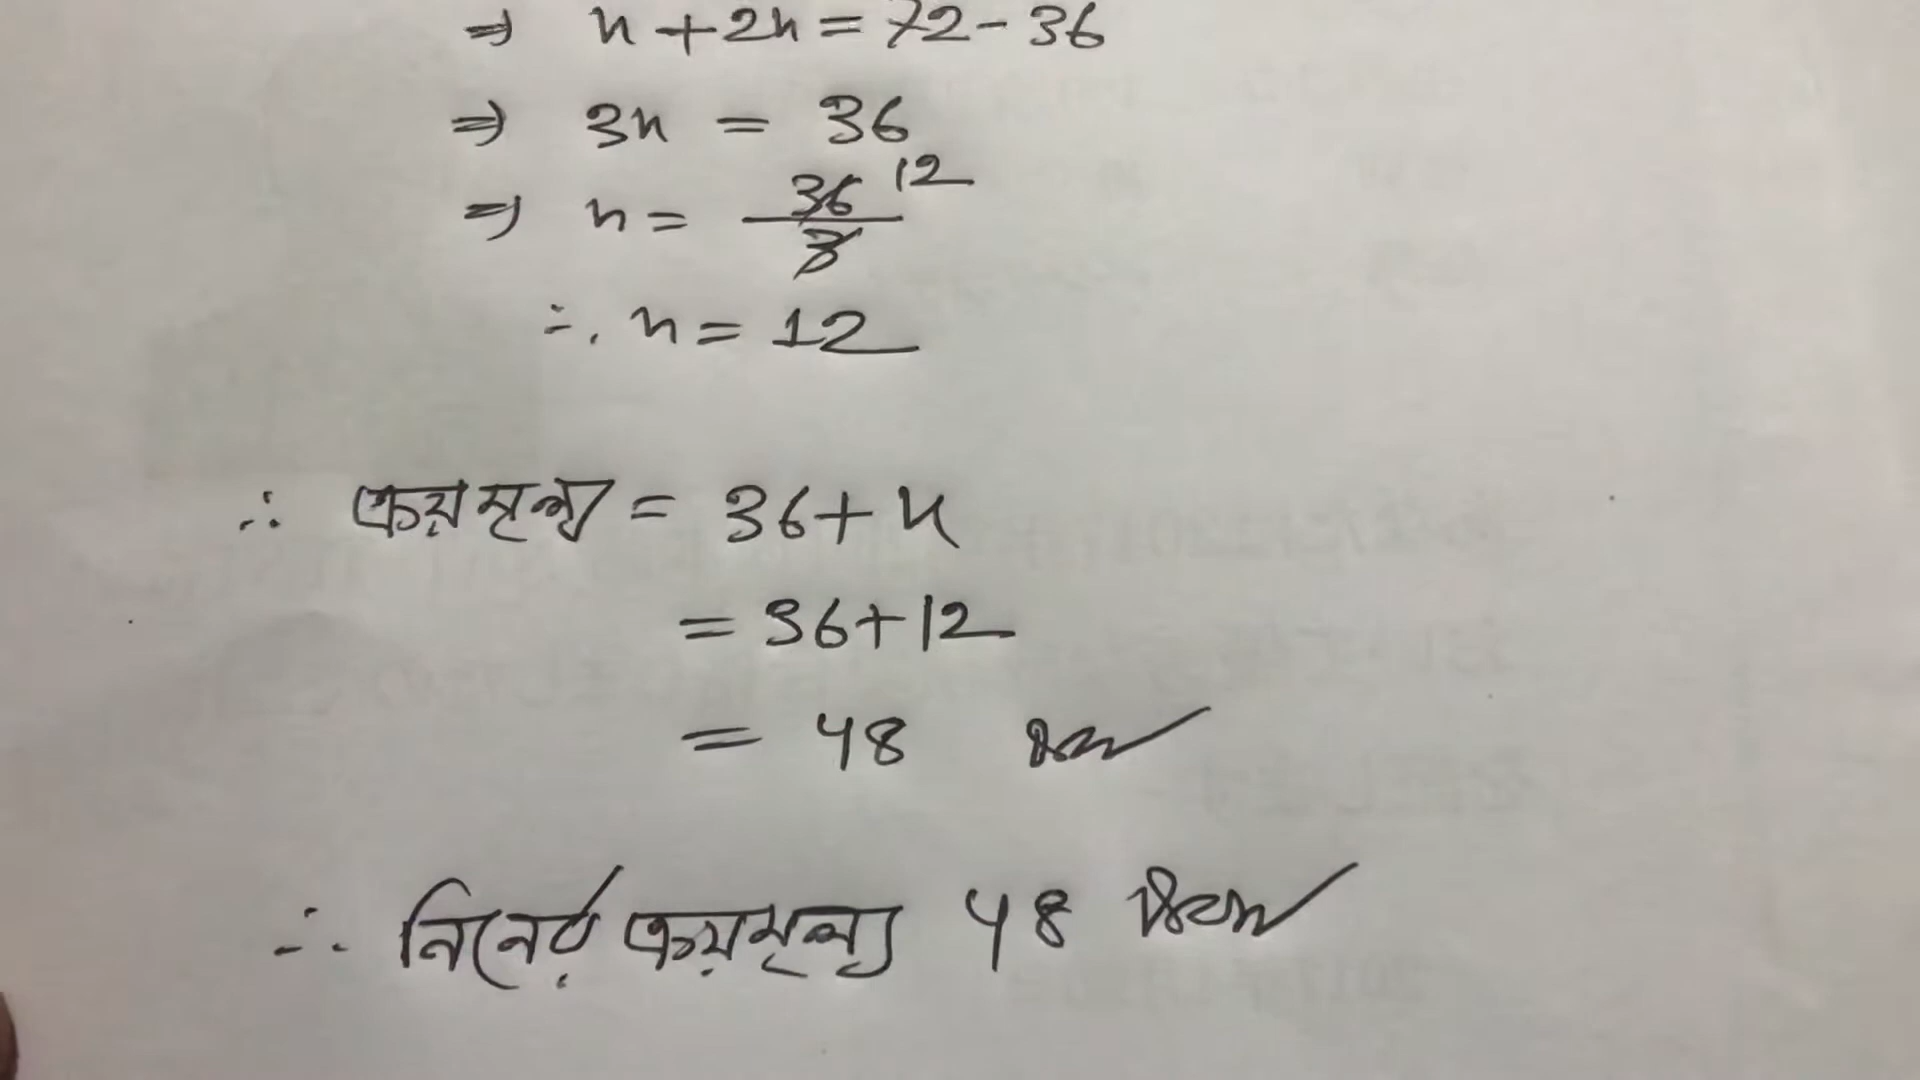 ⇒ x + 2x = 72 - 36
⇒ 3x = 36
⇒ x = 36/3 12
∴ x = 12
∴ ক্রয়মূল্য = 36 + x
= 36 + 12
= 48 টাকা
∴ নির্ণেয় ক্রয়মূল্য 48 টাকা